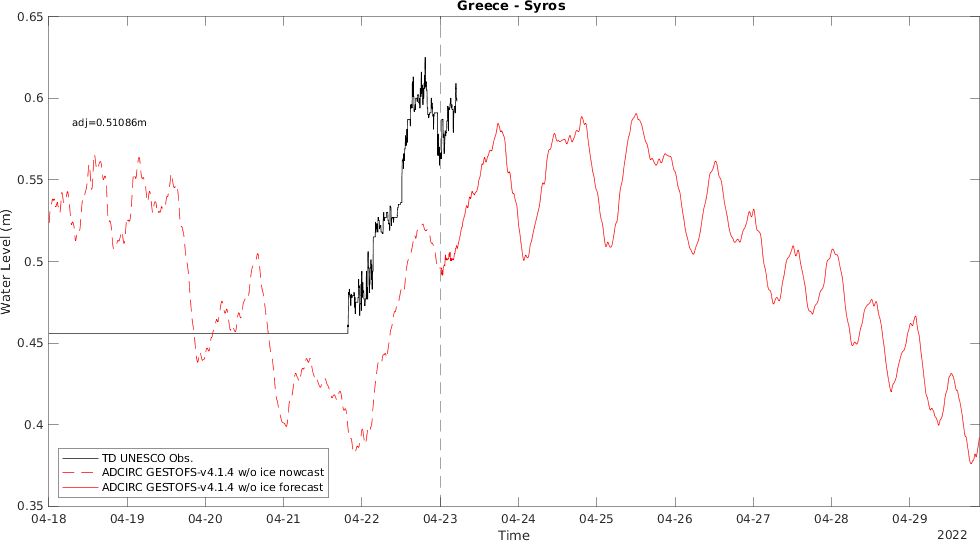 Greece - Syros
0.65
0.6
0.55
0.5
0.45
0.4
0.35
Water Level (m)
adj=0.51086m
TD UNESCO Obs.
ADCIRC GESTOFS-v4.1.4 w/o ice nowcast
ADCIRC GESTOFS-v4.1.4 w/o ice forecast
04-18 04-19 04-20 04-21 04-22 04-23 04-24 04-25 04-26 04-27 04-28 04-29
Time
2022